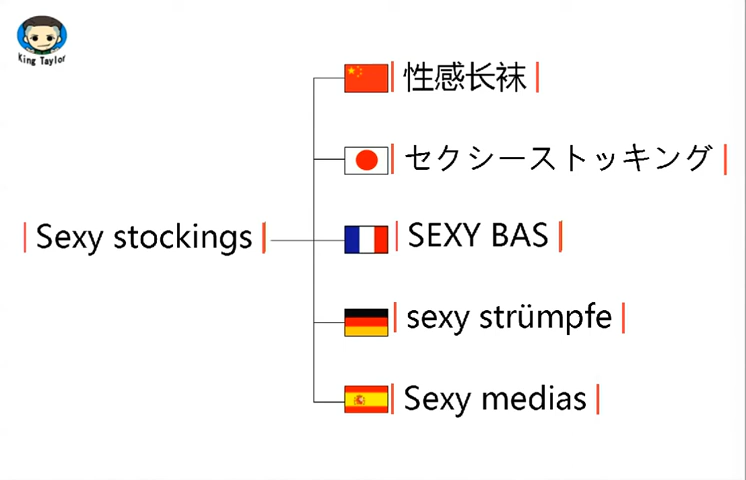 King Taylor
性感长袜
セクシーストッキング
Sexy stockings
SEXY BAS
sexy strümpfe
Sexy medias